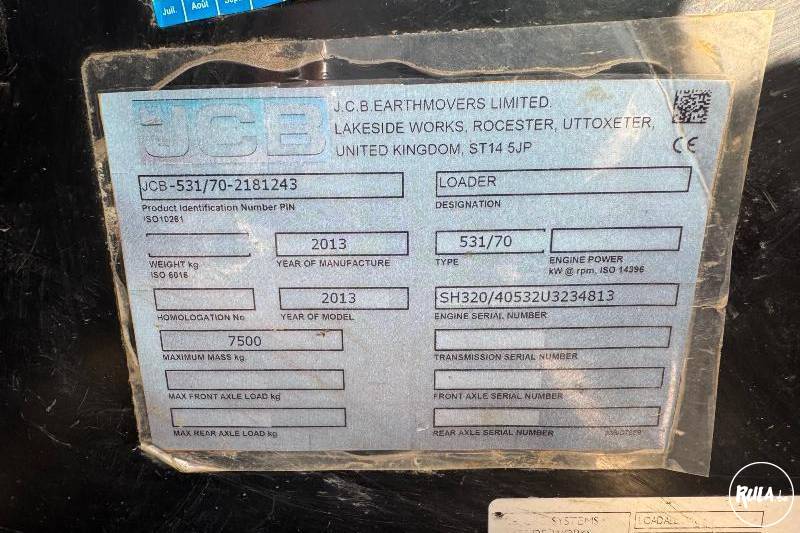 Juil. Août
JCB
J.C.B.EARTHMOVERS LIMITED.
LAKESIDE WORKS, ROCESTER, UTTOXETER,
UNITED KINGDOM, ST14 5JP
CE
JCB-531/70-2181243
LOADER
Product Identification Number PIN
ISO10261
DESIGNATION
2013
531/70
WEIGHT kg
ISO 6016
YEAR OF MANUFACTURE
TYPE
ENGINE POWER
kW @ rpm, ISO 14396
2013
SH320/40532U3234813
HOMOLOGATION No
YEAR OF MODEL
ENGINE SERIAL NUMBER
7500
MAXIMUM MASS kg
TRANSMISSION SERIAL NUMBER
MAX FRONT AXLE LOAD kg
FRONT AXLE SERIAL NUMBER
MAX REAR AXLE LOAD kg
REAR AXLE SERIAL NUMBER
SYSTEMS
RULA